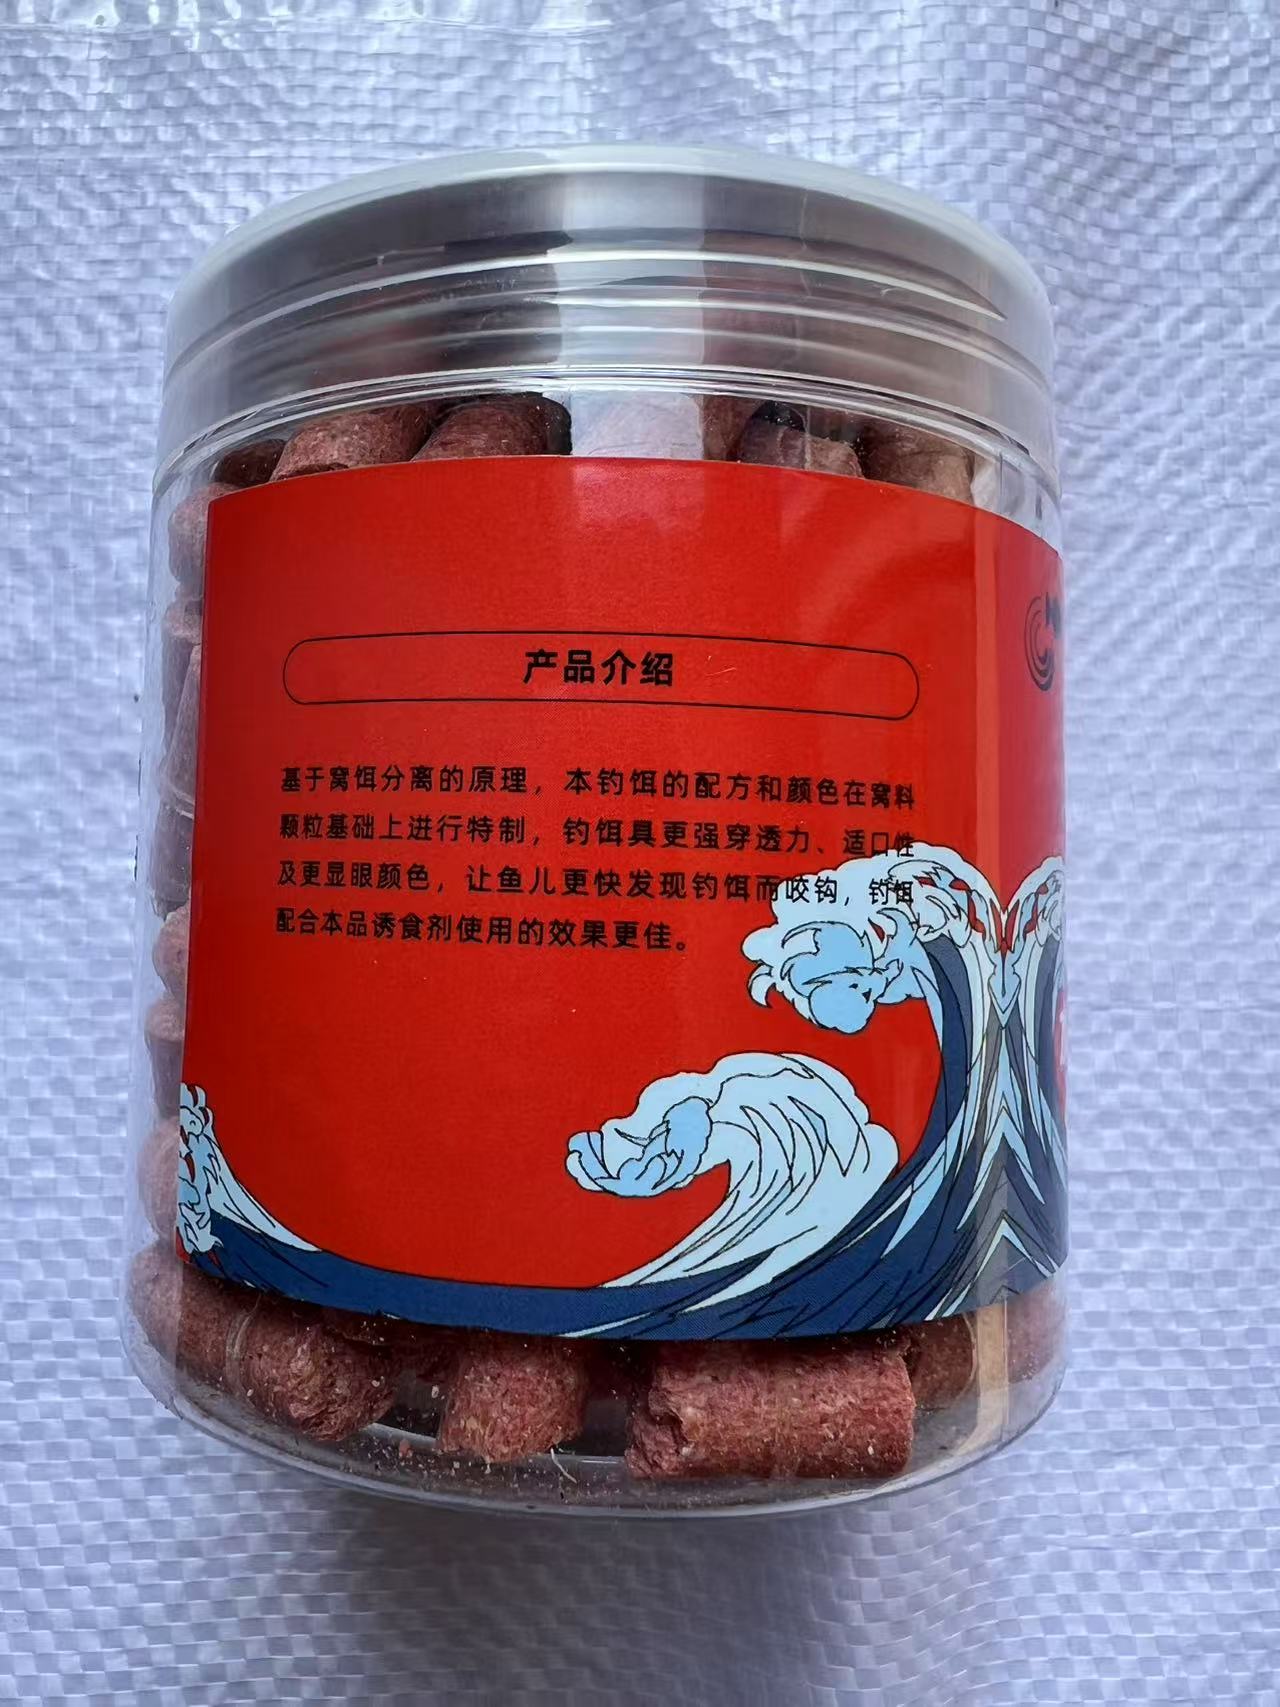 产品介绍
基于窝饵分离的原理，本钓饵的配方和颜色在窝料
颗粒基础上进行特制，钓饵具更强穿透力、适口性
及更显眼颜色，让鱼儿更快发现钓饵而咬钩，钓饵
配合本品诱食剂使用的效果更佳。